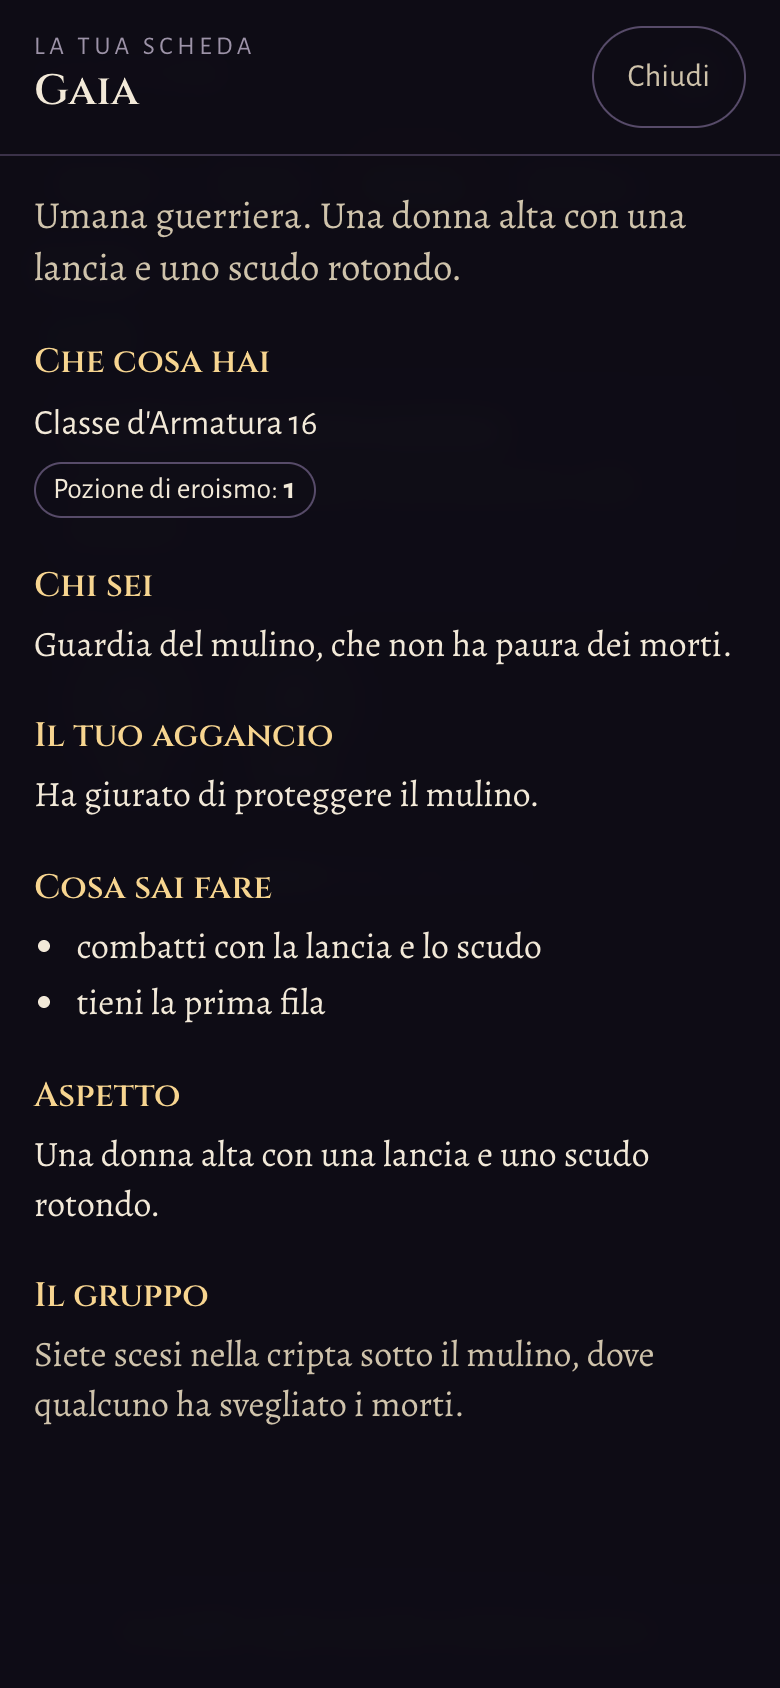 LA TUA SCHEDA
Gaia
Chiudi
Umana guerriera. Una donna alta con una
lancia e uno scudo rotondo.
Che cosa hai
Classe d'Armatura 16
Pozione di eroismo: 1
Chi sei
Guardia del mulino, che non ha paura dei morti.
Il tuo aggancio
Ha giurato di proteggere il mulino.
Cosa sai fare
• combatti con la lancia e lo scudo
• tieni la prima fila
Aspetto
Una donna alta con una lancia e uno scudo
rotondo.
Il gruppo
Siete scesi nella cripta sotto il mulino, dove
qualcuno ha svegliato i morti.